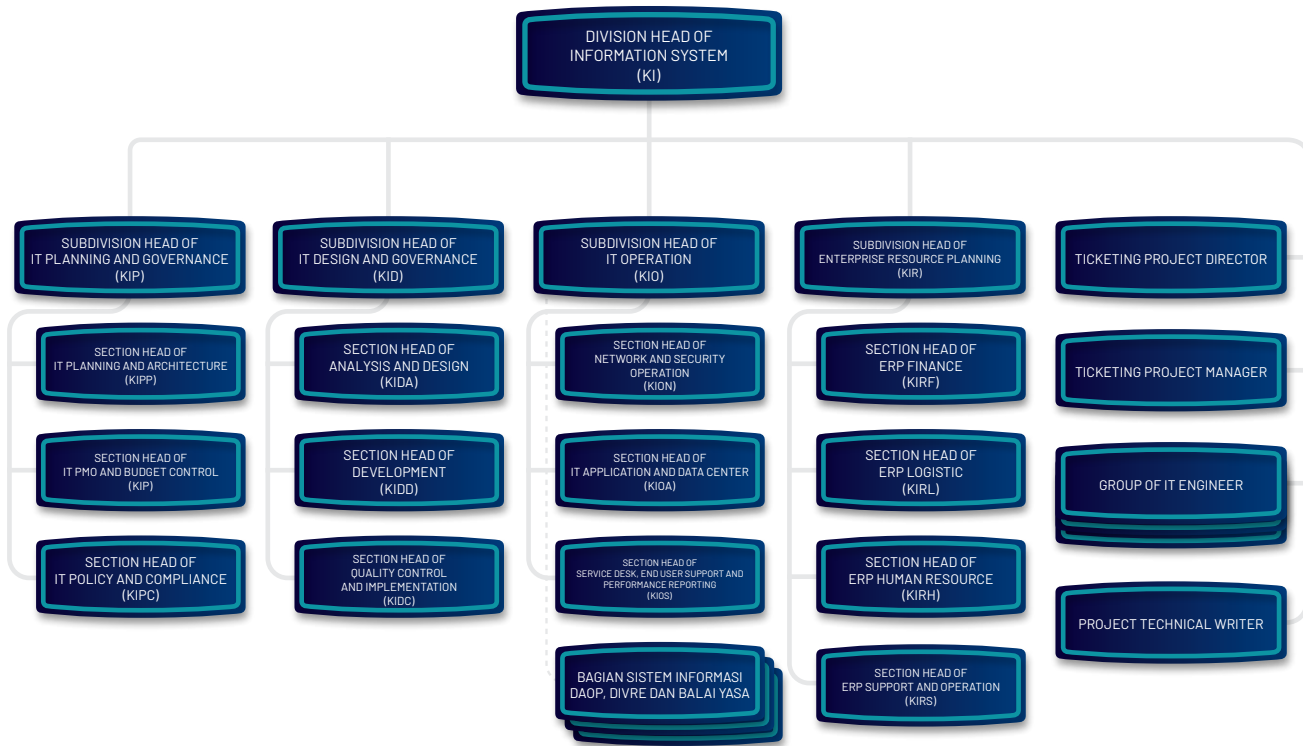 DIVISION HEAD OF
INFORMATION SYSTEM
(KI)
SUBDIVISION HEAD OF
IT PLANNING AND GOVERNANCE
(KIP)
SUBDIVISION HEAD OF
IT DESIGN AND GOVERNANCE
(KID)
SUBDIVISION HEAD OF
IT OPERATION
(KIO)
SUBDIVISION HEAD OF
ENTERPRISE RESOURCE PLANNING
(KIR)
TICKETING PROJECT DIRECTOR
SECTION HEAD OF
IT PLANNING AND ARCHITECTURE
(KIPP)
SECTION HEAD OF
ANALYSIS AND DESIGN
(KIDA)
SECTION HEAD OF
NETWORK AND SECURITY
OPERATION
(KION)
SECTION HEAD OF
ERP FINANCE
(KIRF)
TICKETING PROJECT MANAGER
SECTION HEAD OF
IT PMO AND BUDGET CONTROL
(KIP)
SECTION HEAD OF
DEVELOPMENT
(KIDD)
SECTION HEAD OF
IT APPLICATION AND DATA CENTER
(KIOA)
SECTION HEAD OF
ERP LOGISTIC
(KIRL)
GROUP OF IT ENGINEER
SECTION HEAD OF
IT POLICY AND COMPLIANCE
(KIPC)
SECTION HEAD OF
QUALITY CONTROL
AND IMPLEMENTATION
(KIDC)
SECTION HEAD OF
SERVICE DESK, END USER SUPPORT AND
PERFORMANCE REPORTING
(KIOS)
SECTION HEAD OF
ERP HUMAN RESOURCE
(KIRH)
PROJECT TECHNICAL WRITER
BAGIAN SISTEM INFORMASI
DAOP, DIVRE DAN BALAI YASA
SECTION HEAD OF
ERP SUPPORT AND OPERATION
(KIRS)